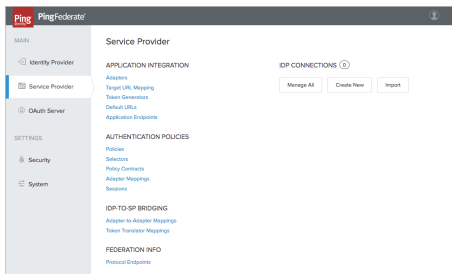 Ping
PingFederate®
MAIN
Identity Provider
Service Provider
OAuth Server
SETTINGS
Security
System
Service Provider
APPLICATION INTEGRATION
Adapters
Target URL Mapping
Token Generators
Default URLs
Application Endpoints
AUTHENTICATION POLICIES
Policies
Selectors
Policy Contracts
Adapter Mappings
Sessions
IDP-TO-SP BRIDGING
Adapter-to-Adapter Mappings
Token Translator Mappings
FEDERATION INFO
Protocol Endpoints
IDP CONNECTIONS 0
Manage All
Create New
Import